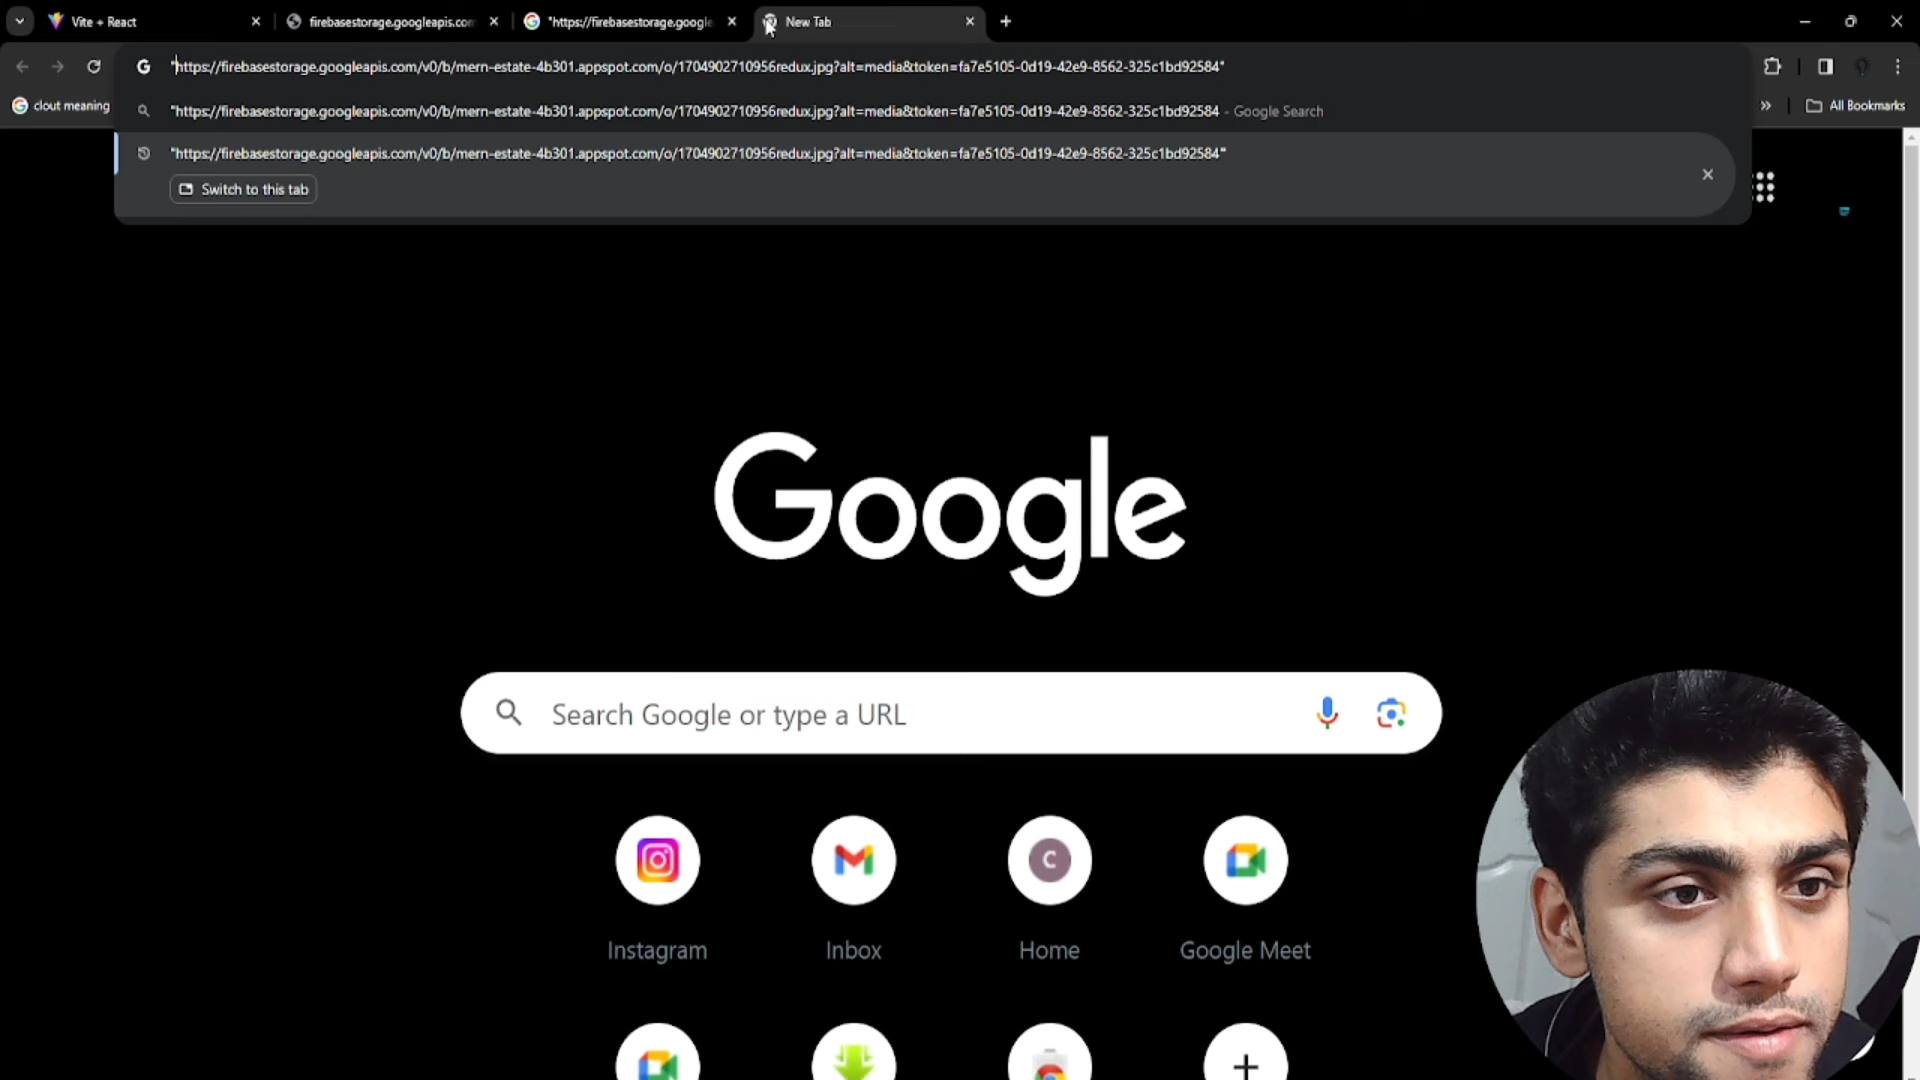 Vite + React
firebasestorage.googleapis.com
"https://firebasestorage.google
New Tab
"https://firebasestorage.googleapis.com/v0/b/mern-estate-4b301.appspot.com/o/1704902710956redux.jpg?alt=media&token=fa7e5105-0d19-42e9-8562-325c1bd92584"
clout meaning
"https://firebasestorage.googleapis.com/v0/b/mern-estate-4b301.appspot.com/o/1704902710956redux.jpg?alt=media&token=fa7e5105-0d19-42e9-8562-325c1bd92584 - Google Search
All Bookmarks
"https://firebasestorage.googleapis.com/v0/b/mern-estate-4b301.appspot.com/o/1704902710956redux.jpg?alt=media&token=fa7e5105-0d19-42e9-8562-325c1bd92584"
Switch to this tab
Google
Search Google or type a URL
C
Instagram
Inbox
Home
Google Meet